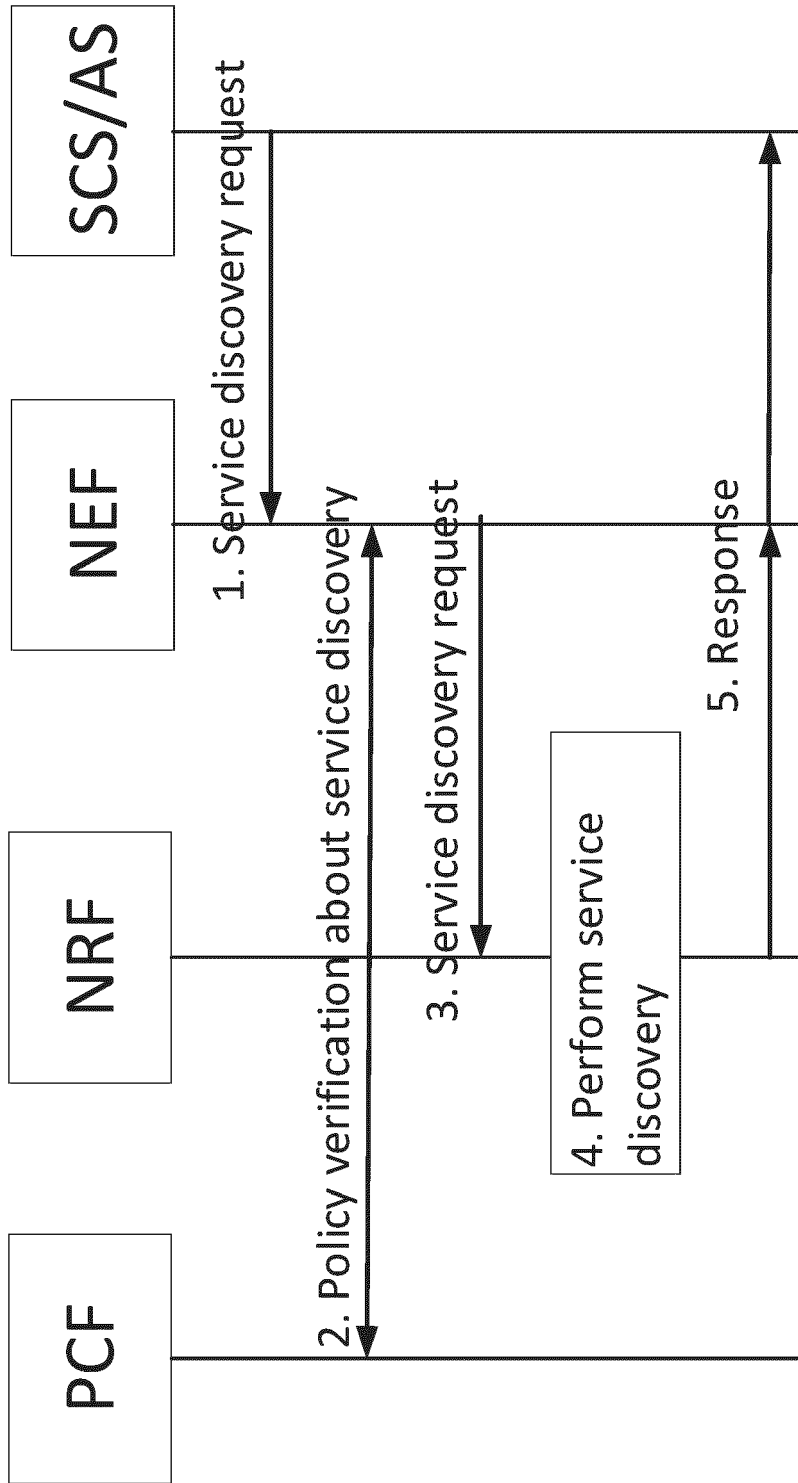 PCF
NRF
NEF
SCS/AS
1. Service discovery request
2. Policy verification about service discovery
3. Service discovery request
4. Perform service
discovery
5. Response